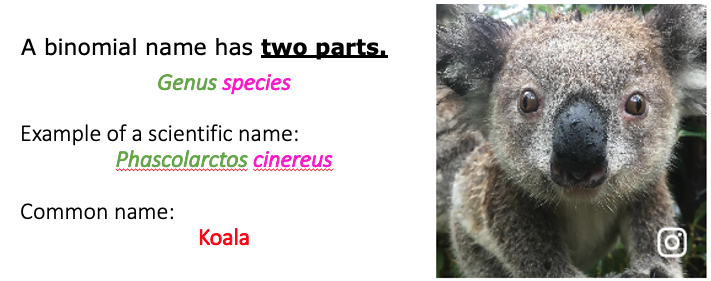 A binomial name has two parts.
Genus species
Example of a scientific name:
Phascolarctos cinereus
Common name:
Koala